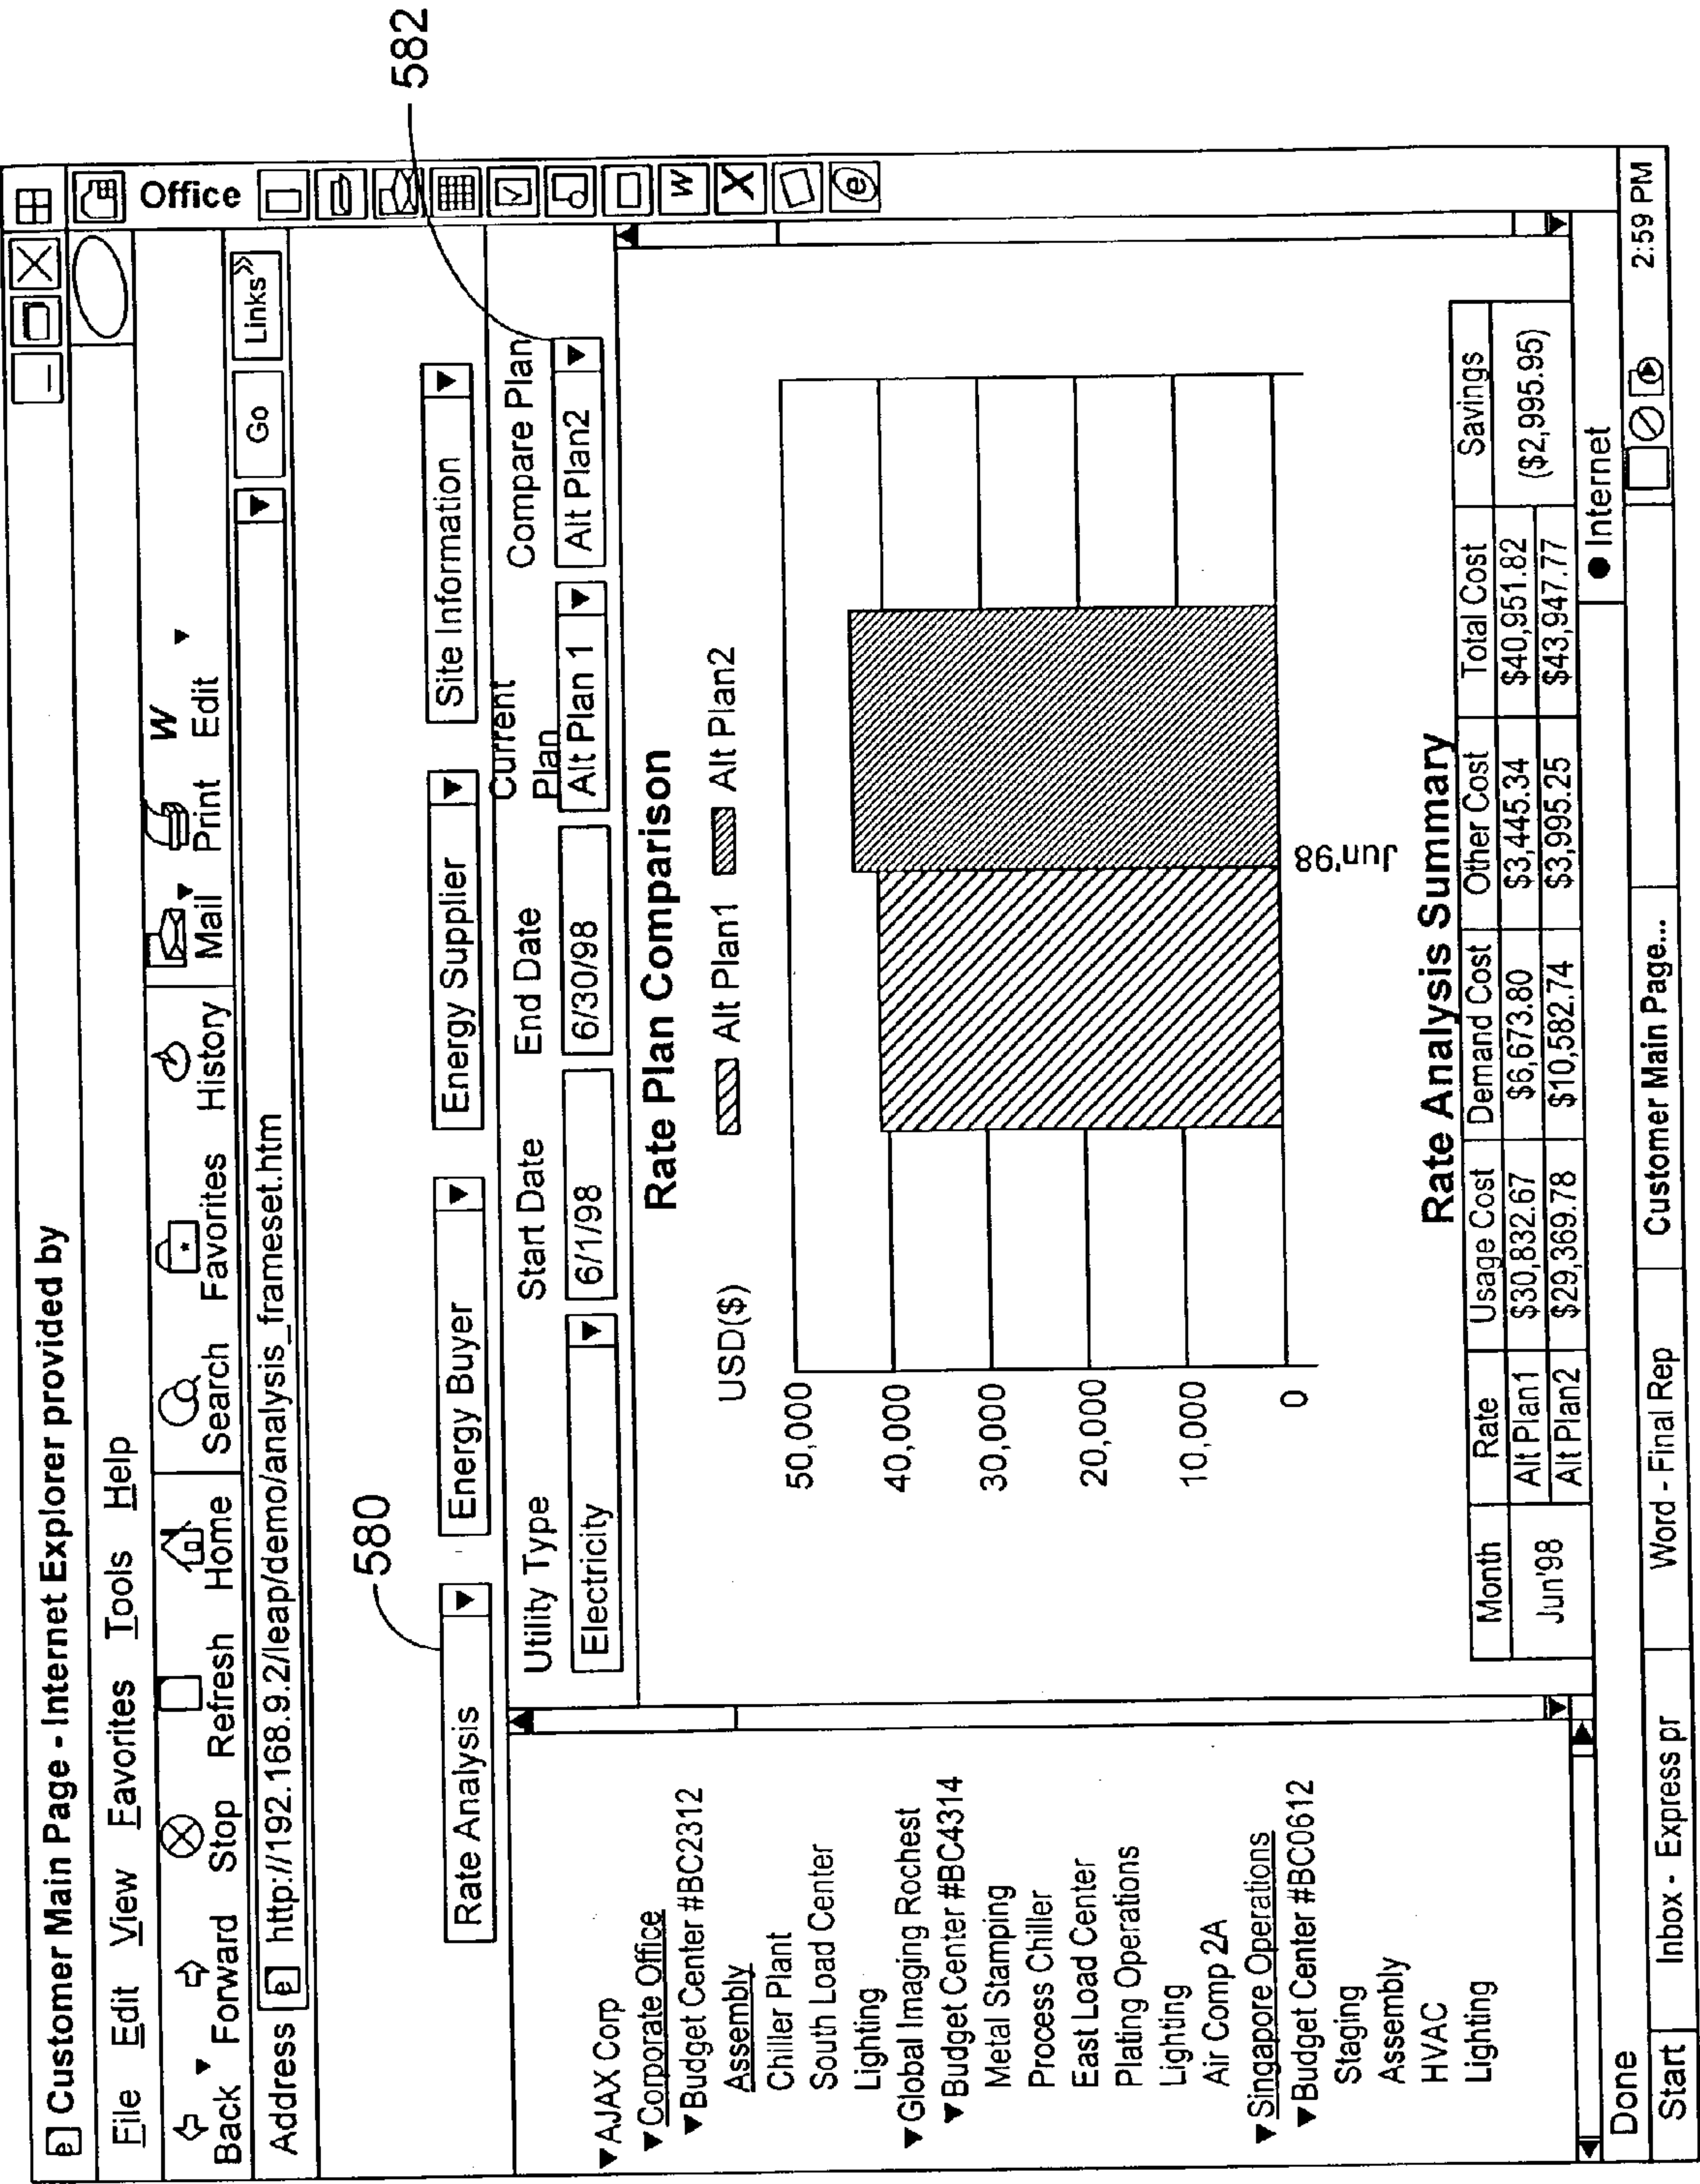 Customer Main Page - Internet Explorer provided by
File Edit View Favorites Tools Help
Office
Back Forward Stop Refresh Home Search Favorites History Mail Print Edit
Address http://192.168.9.2/leap/demo/analysis_frameset.htm Go Links
580
582
Rate Analysis Energy Buyer Energy Supplier Site Information
Utility Type Start Date End Date Current Plan Compare Plan
Electricity 6/1/98 6/30/98 Alt Plan 1 Alt Plan2
AJAX Corp
Corporate Office
Budget Center #BC2312
Assembly
Chiller Plant
South Load Center
Lighting
Global Imaging Rochest
Budget Center #BC4314
Metal Stamping
Process Chiller
East Load Center
Plating Operations
Lighting
Air Comp 2A
Singapore Operations
Budget Center #BC0612
Staging
Assembly
HVAC
Lighting
Rate Plan Comparison
USD($) Alt Plan1 Alt Plan2
50,000
40,000
30,000
20,000
10,000
0
Jun'98
Rate Analysis Summary
Month Rate Usage Cost Demand Cost Other Cost Total Cost Savings
Jun'98 Alt Plan1 $30,832.67 $6,673.80 $3,445.34 $40,951.82 ($2,995.95)
Alt Plan2 $29,369.78 $10,582.74 $3,995.25 $43,947.77
Done Internet
Start Inbox - Express pr Word - Final Rep Customer Main Page... 2:59 PM